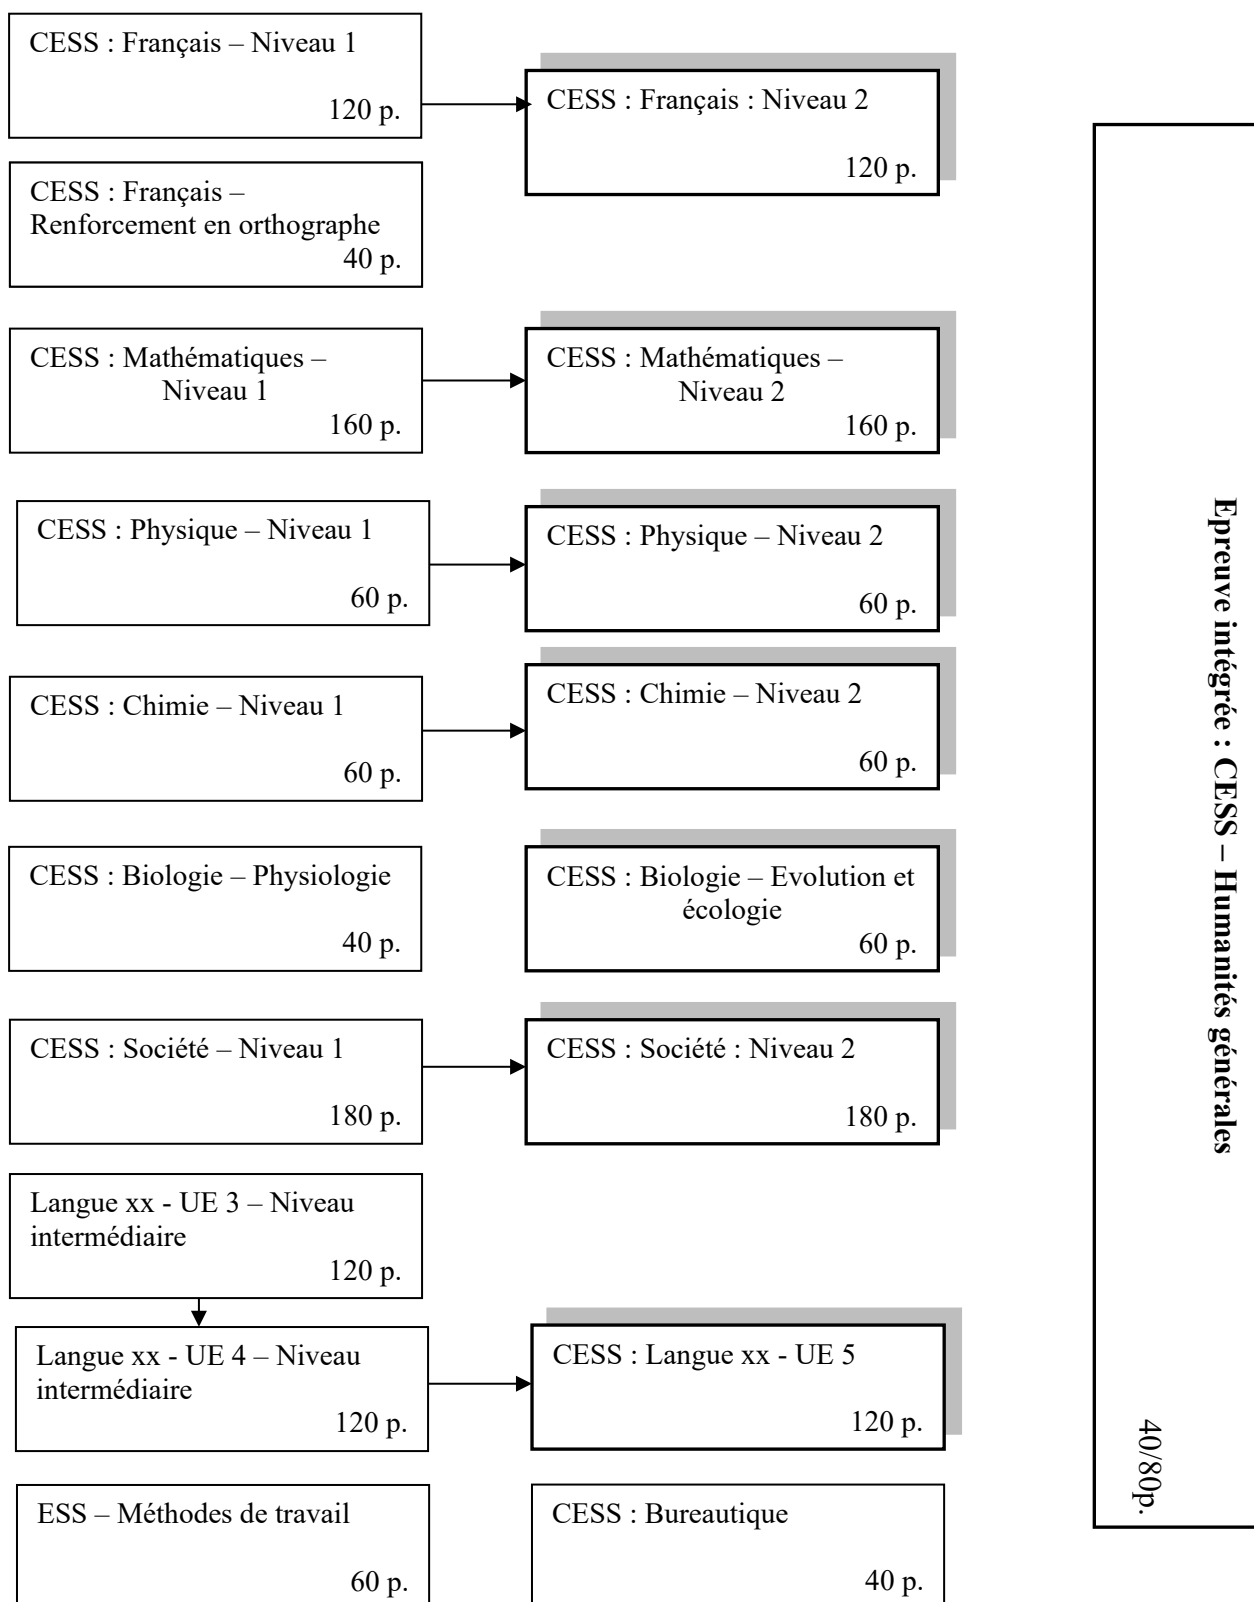 CESS : Français – Niveau 1
120 p.
CESS : Français : Niveau 2
120 p.
CESS : Français –
Renforcement en orthographe
40 p.
CESS : Mathématiques –
Niveau 1
160 p.
CESS : Mathématiques –
Niveau 2
160 p.
CESS : Physique – Niveau 1
60 p.
CESS : Physique – Niveau 2
60 p.
CESS : Chimie – Niveau 1
60 p.
CESS : Chimie – Niveau 2
60 p.
CESS : Biologie – Physiologie
40 p.
CESS : Biologie – Evolution et
écologie
60 p.
CESS : Société – Niveau 1
180 p.
CESS : Société : Niveau 2
180 p.
Langue xx - UE 3 – Niveau
intermédiaire
120 p.
Langue xx - UE 4 – Niveau
intermédiaire
120 p.
CESS : Langue xx - UE 5
120 p.
ESS – Méthodes de travail
60 p.
CESS : Bureautique
40 p.
Epreuve intégrée : CESS – Humanités générales
40/80p.